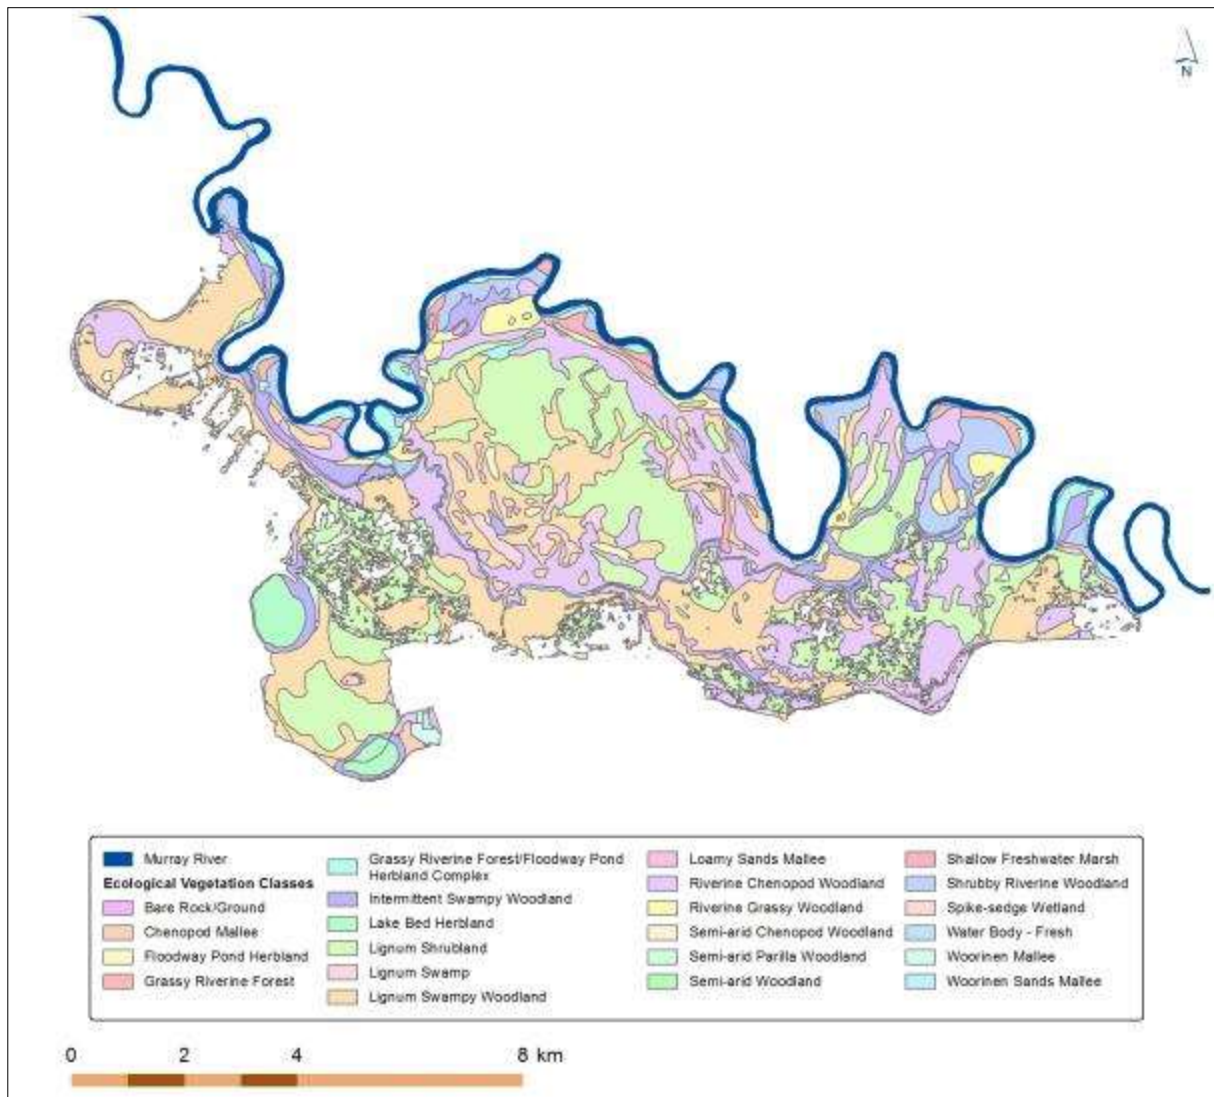 N
Murray River
Ecological Vegetation Classes
Bare Rock/Ground
Chenopod Mallee
Floodway Pond Herbland
Grassy Riverine Forest
Grassy Riverine Forest/Floodway Pond
Herbland Complex
Intermittent Swampy Woodland
Lake Bed Herbland
Lignum Shrubland
Lignum Swamp
Lignum Swampy Woodland
Loamy Sands Mallee
Riverine Chenopod Woodland
Riverine Grassy Woodland
Semi-arid Chenopod Woodland
Semi-arid Parilla Woodland
Semi-arid Woodland
Shallow Freshwater Marsh
Shrubby Riverine Woodland
Spike-sedge Wetland
Water Body - Fresh
Woorinen Mallee
Woorinen Sands Mallee
0 2 4 8 km